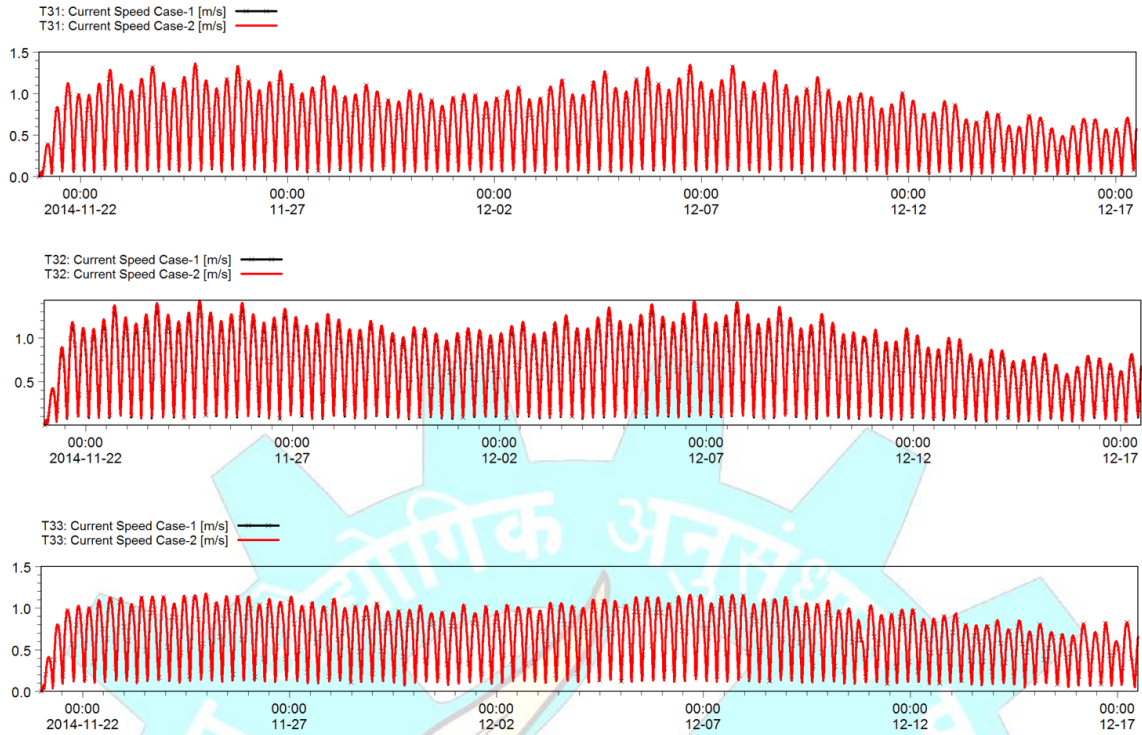 T31: Current Speed Case-1 [m/s]
T31: Current Speed Case-2 [m/s]
1.5
1.0
0.5
0.0
00:00 00:00 00:00 00:00 00:00 00:00
2014-11-22 11-27 12-02 12-07 12-12 12-17
T32: Current Speed Case-1 [m/s]
T32: Current Speed Case-2 [m/s]
1.0
0.5
00:00 00:00 00:00 00:00 00:00 00:00
2014-11-22 11-27 12-02 12-07 12-12 12-17
T33: Current Speed Case-1 [m/s]
T33: Current Speed Case-2 [m/s]
1.5
1.0
0.5
0.0
00:00 00:00 00:00 00:00 00:00 00:00
2014-11-22 11-27 12-02 12-07 12-12 12-17